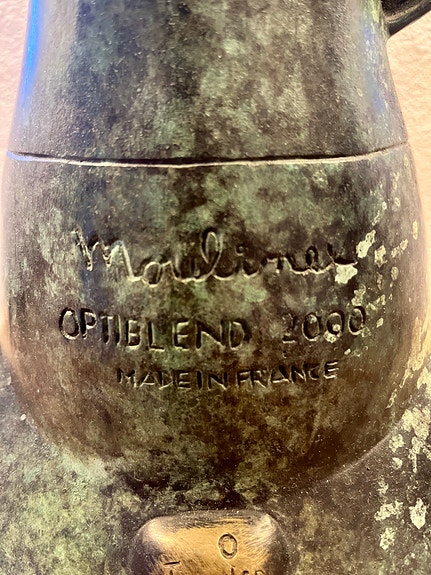 Moulinex
OPTIBLEND 2000
MADE IN FRANCE
O